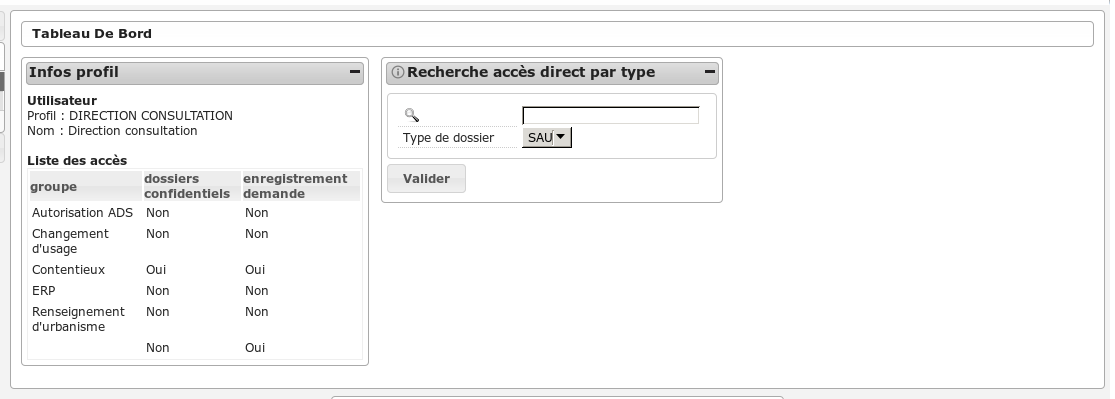 Tableau De Bord
Infos profil
Utilisateur
Profil : DIRECTION CONSULTATION
Nom : Direction consultation
Liste des accès
groupe dossiers confidentiels enregistrement demande
Autorisation ADS Non Non
Changement d'usage Non Non
Contentieux Oui Oui
ERP Non Non
Renseignement d'urbanisme Non Non
Non Oui
Recherche accès direct par type
Type de dossier SAU
Valider